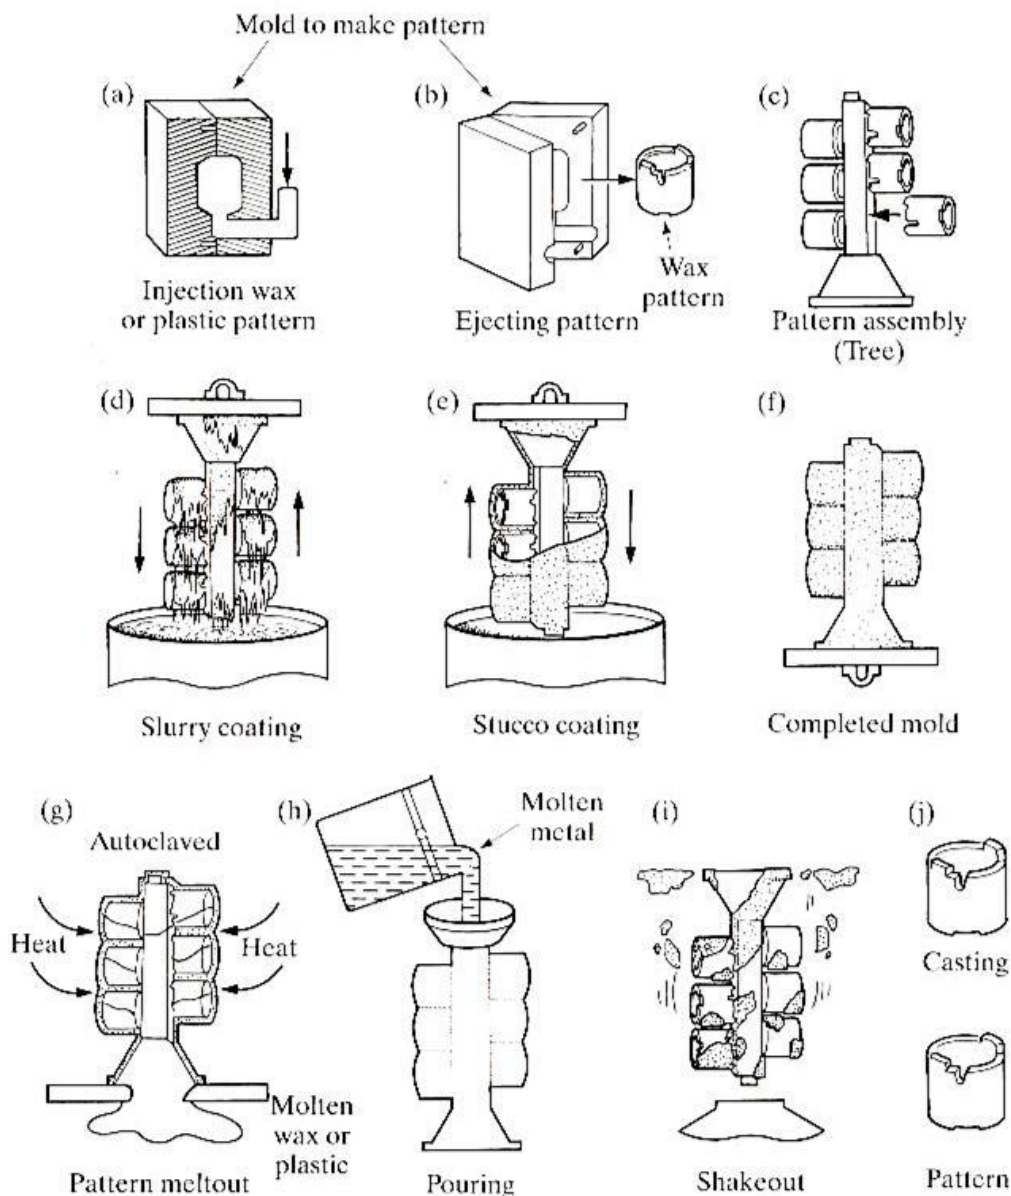 Mold to make pattern
(a)
(b)
(c)
Injection wax
or plastic pattern
Ejecting pattern
Wax
pattern
Pattern assembly
(Tree)
(d)
(e)
(f)
Slurry coating
Stucco coating
Completed mold
(g)
Autoclaved
Heat
Heat
Molten
wax or
plastic
Pattern meltout
(h)
Molten
metal
Pouring
(i)
Shakeout
(j)
Casting
Pattern